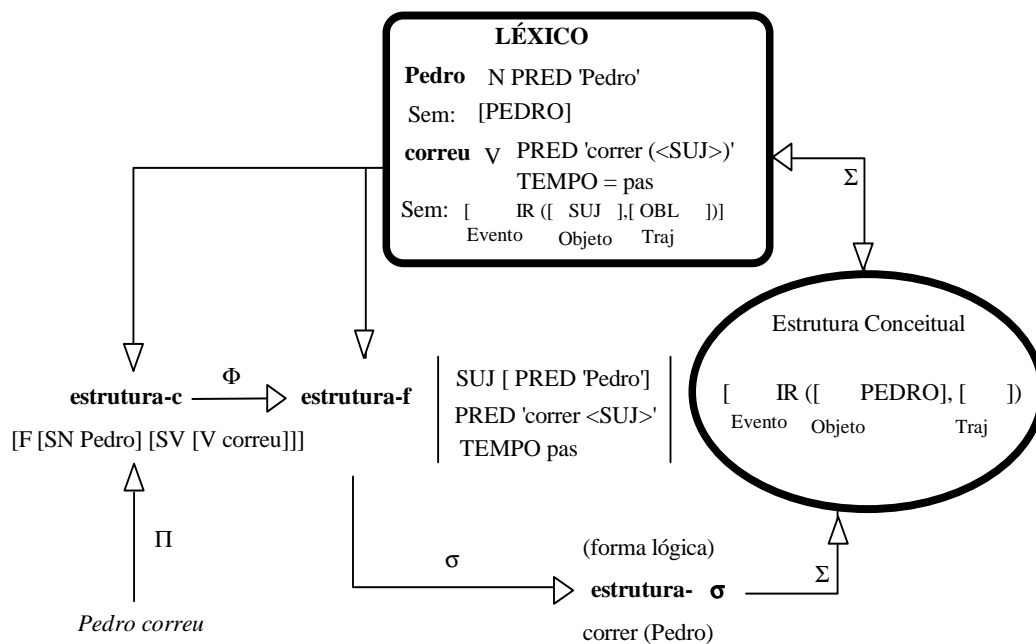 LÉXICO
Pedro N PRED 'Pedro'
Sem: [PEDRO]
correu V PRED 'correr (<SUJ>)'
TEMPO = pas
Sem: [ IR ([ SUJ ],[ OBL ])]
Evento Objeto Traj
Σ
Estrutura Conceitual
[ IR ([ PEDRO], [ ])
Evento Objeto Traj
estrutura-c Φ estrutura-f
[F [SN Pedro] [SV [V correu]]]
SUJ [ PRED 'Pedro']
PRED 'correr <SUJ>'
TEMPO pas
Π
Pedro correu
σ
(forma lógica)
estrutura- σ
correr (Pedro)
Σ